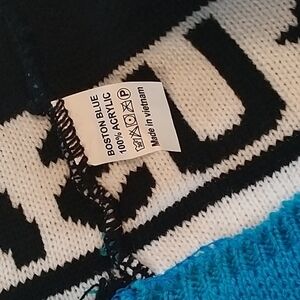 BOSTON BLUE
100% ACRYLIC
P
Made in vietnam